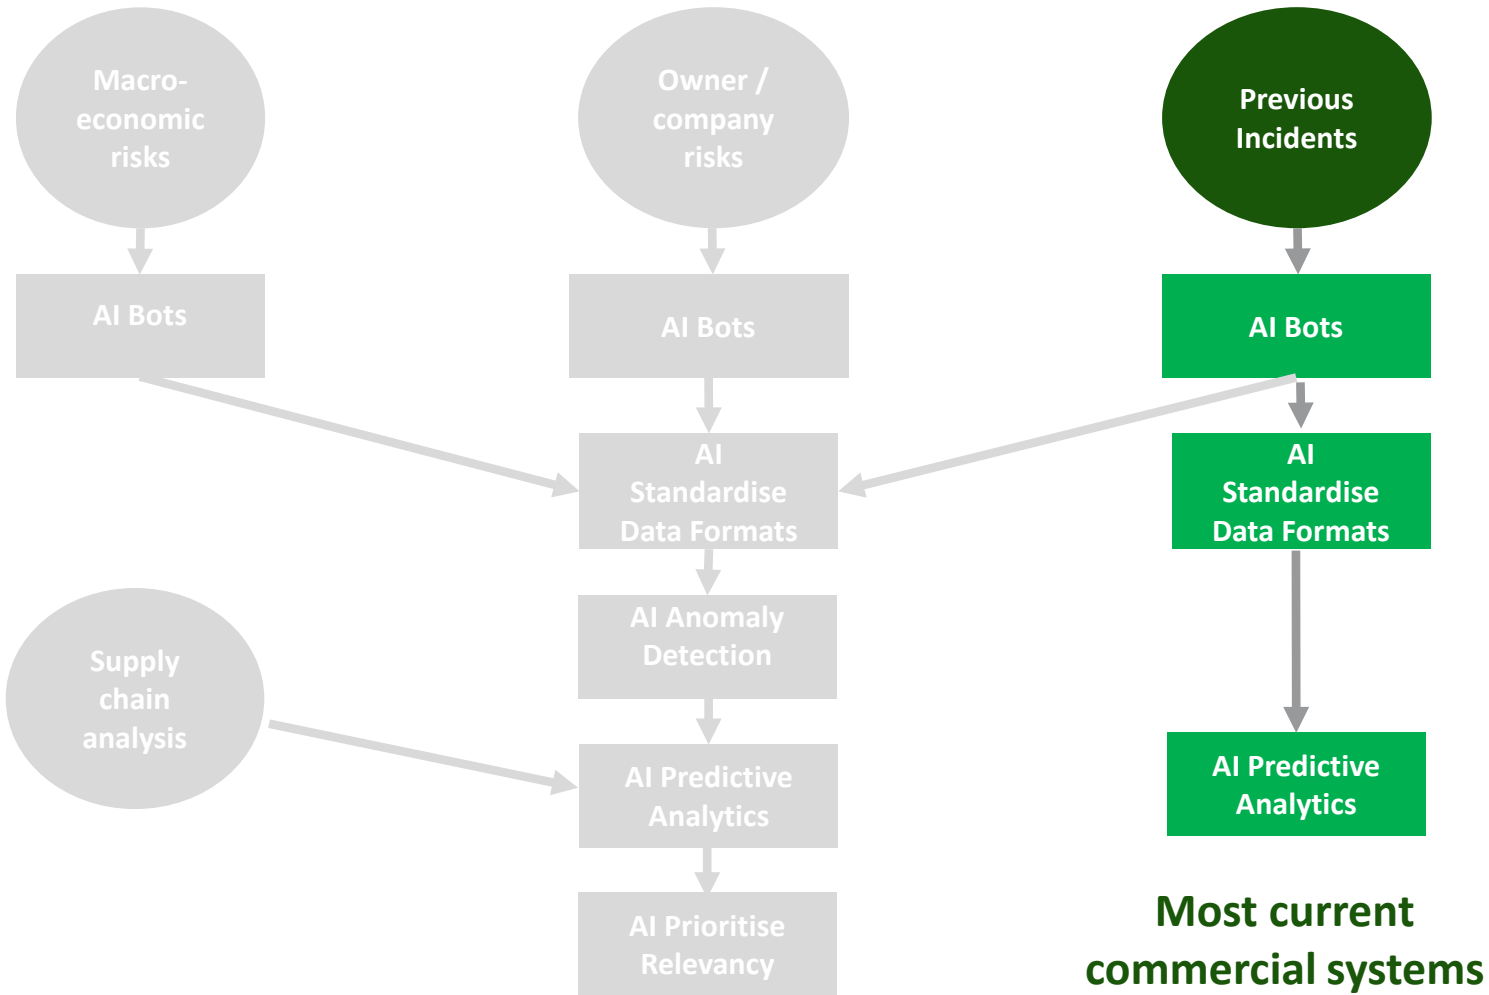 Macro-
economic
risks
Owner /
company
risks
Previous
Incidents
AI Bots
AI Bots
AI Bots
AI
Standardise
Data Formats
AI
Standardise
Data Formats
AI Anomaly
Detection
Supply
chain
analysis
AI Predictive
Analytics
AI Predictive
Analytics
AI Prioritise
Relevancy
Most current
commercial systems